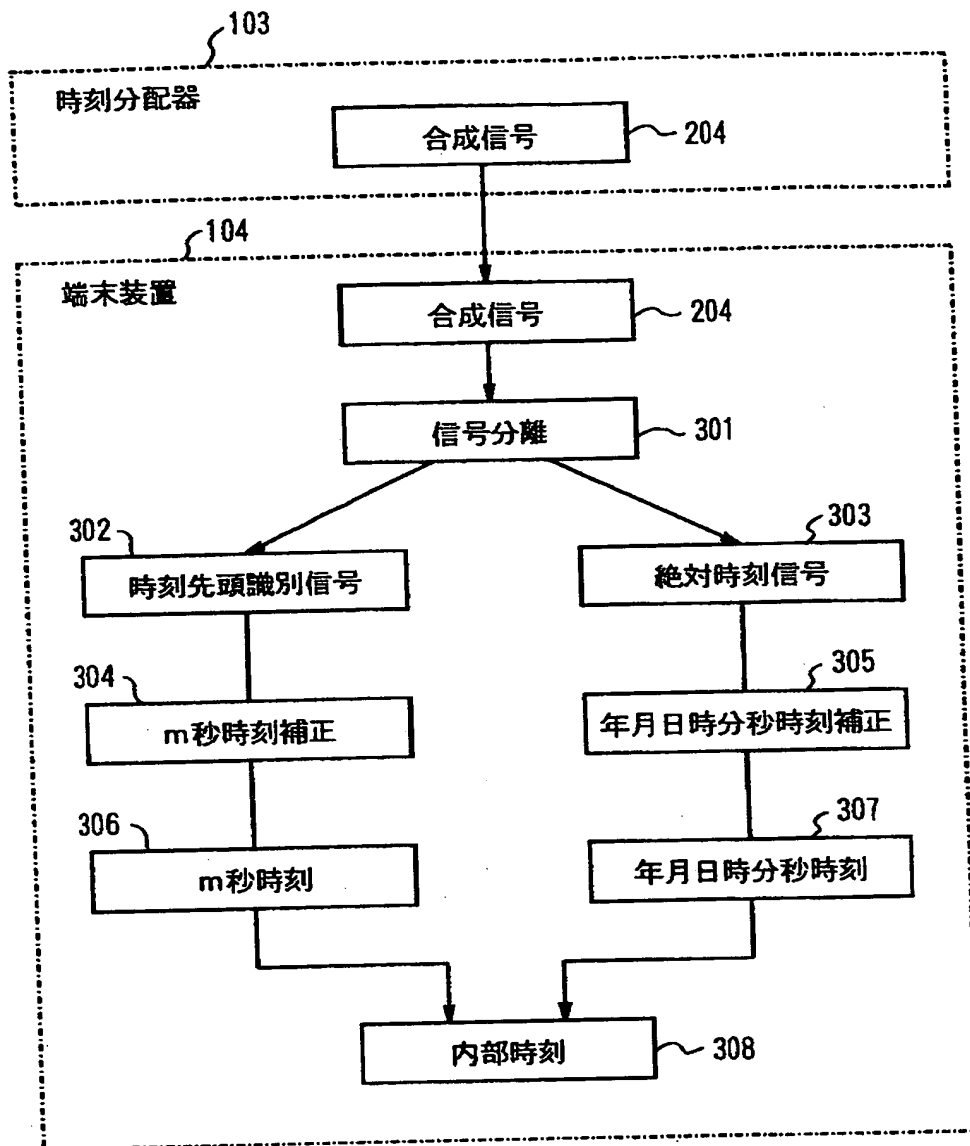 103
時刻分配器
合成信号
204
104
端末装置
合成信号
204
信号分離
301
302
時刻先頭識別信号
303
絶対時刻信号
304
m秒時刻補正
305
年月日時分秒時刻補正
306
m秒時刻
307
年月日時分秒時刻
内部時刻
308